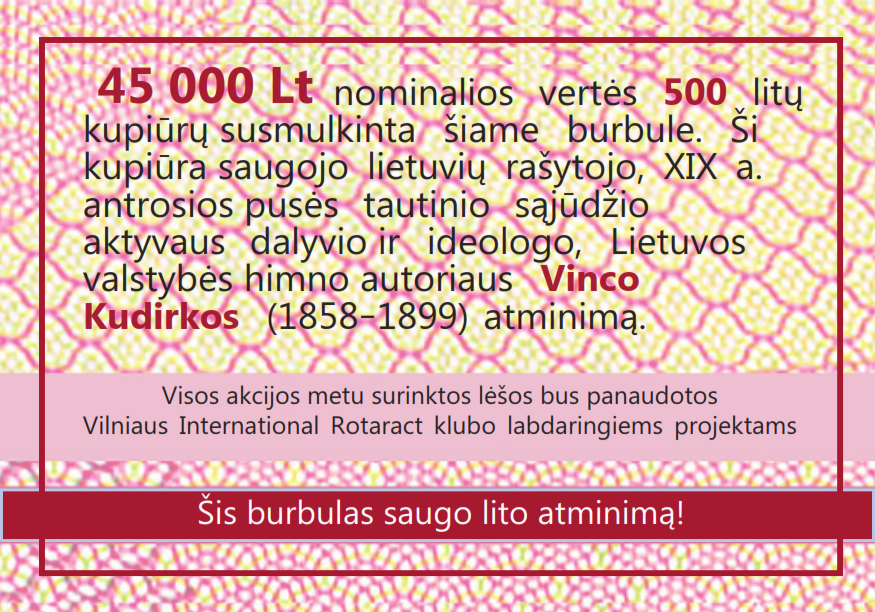 45 000 Lt nominalios vertės 500 litų
kupiūrų susmulkinta šiame burbule. Ši
kupiūra saugojo lietuvių rašytojo, XIX a.
antrosios pusės tautinio sąjūdžio
aktyvaus dalyvio ir ideologo, Lietuvos
valstybės himno autoriaus Vinco
Kudirkos (1858–1899) atminimą.
Visos akcijos metu surinktos lėšos bus panaudotos
Vilniaus International Rotaract klubo labdaringiems projektams
Šis burbulas saugo lito atminimą!